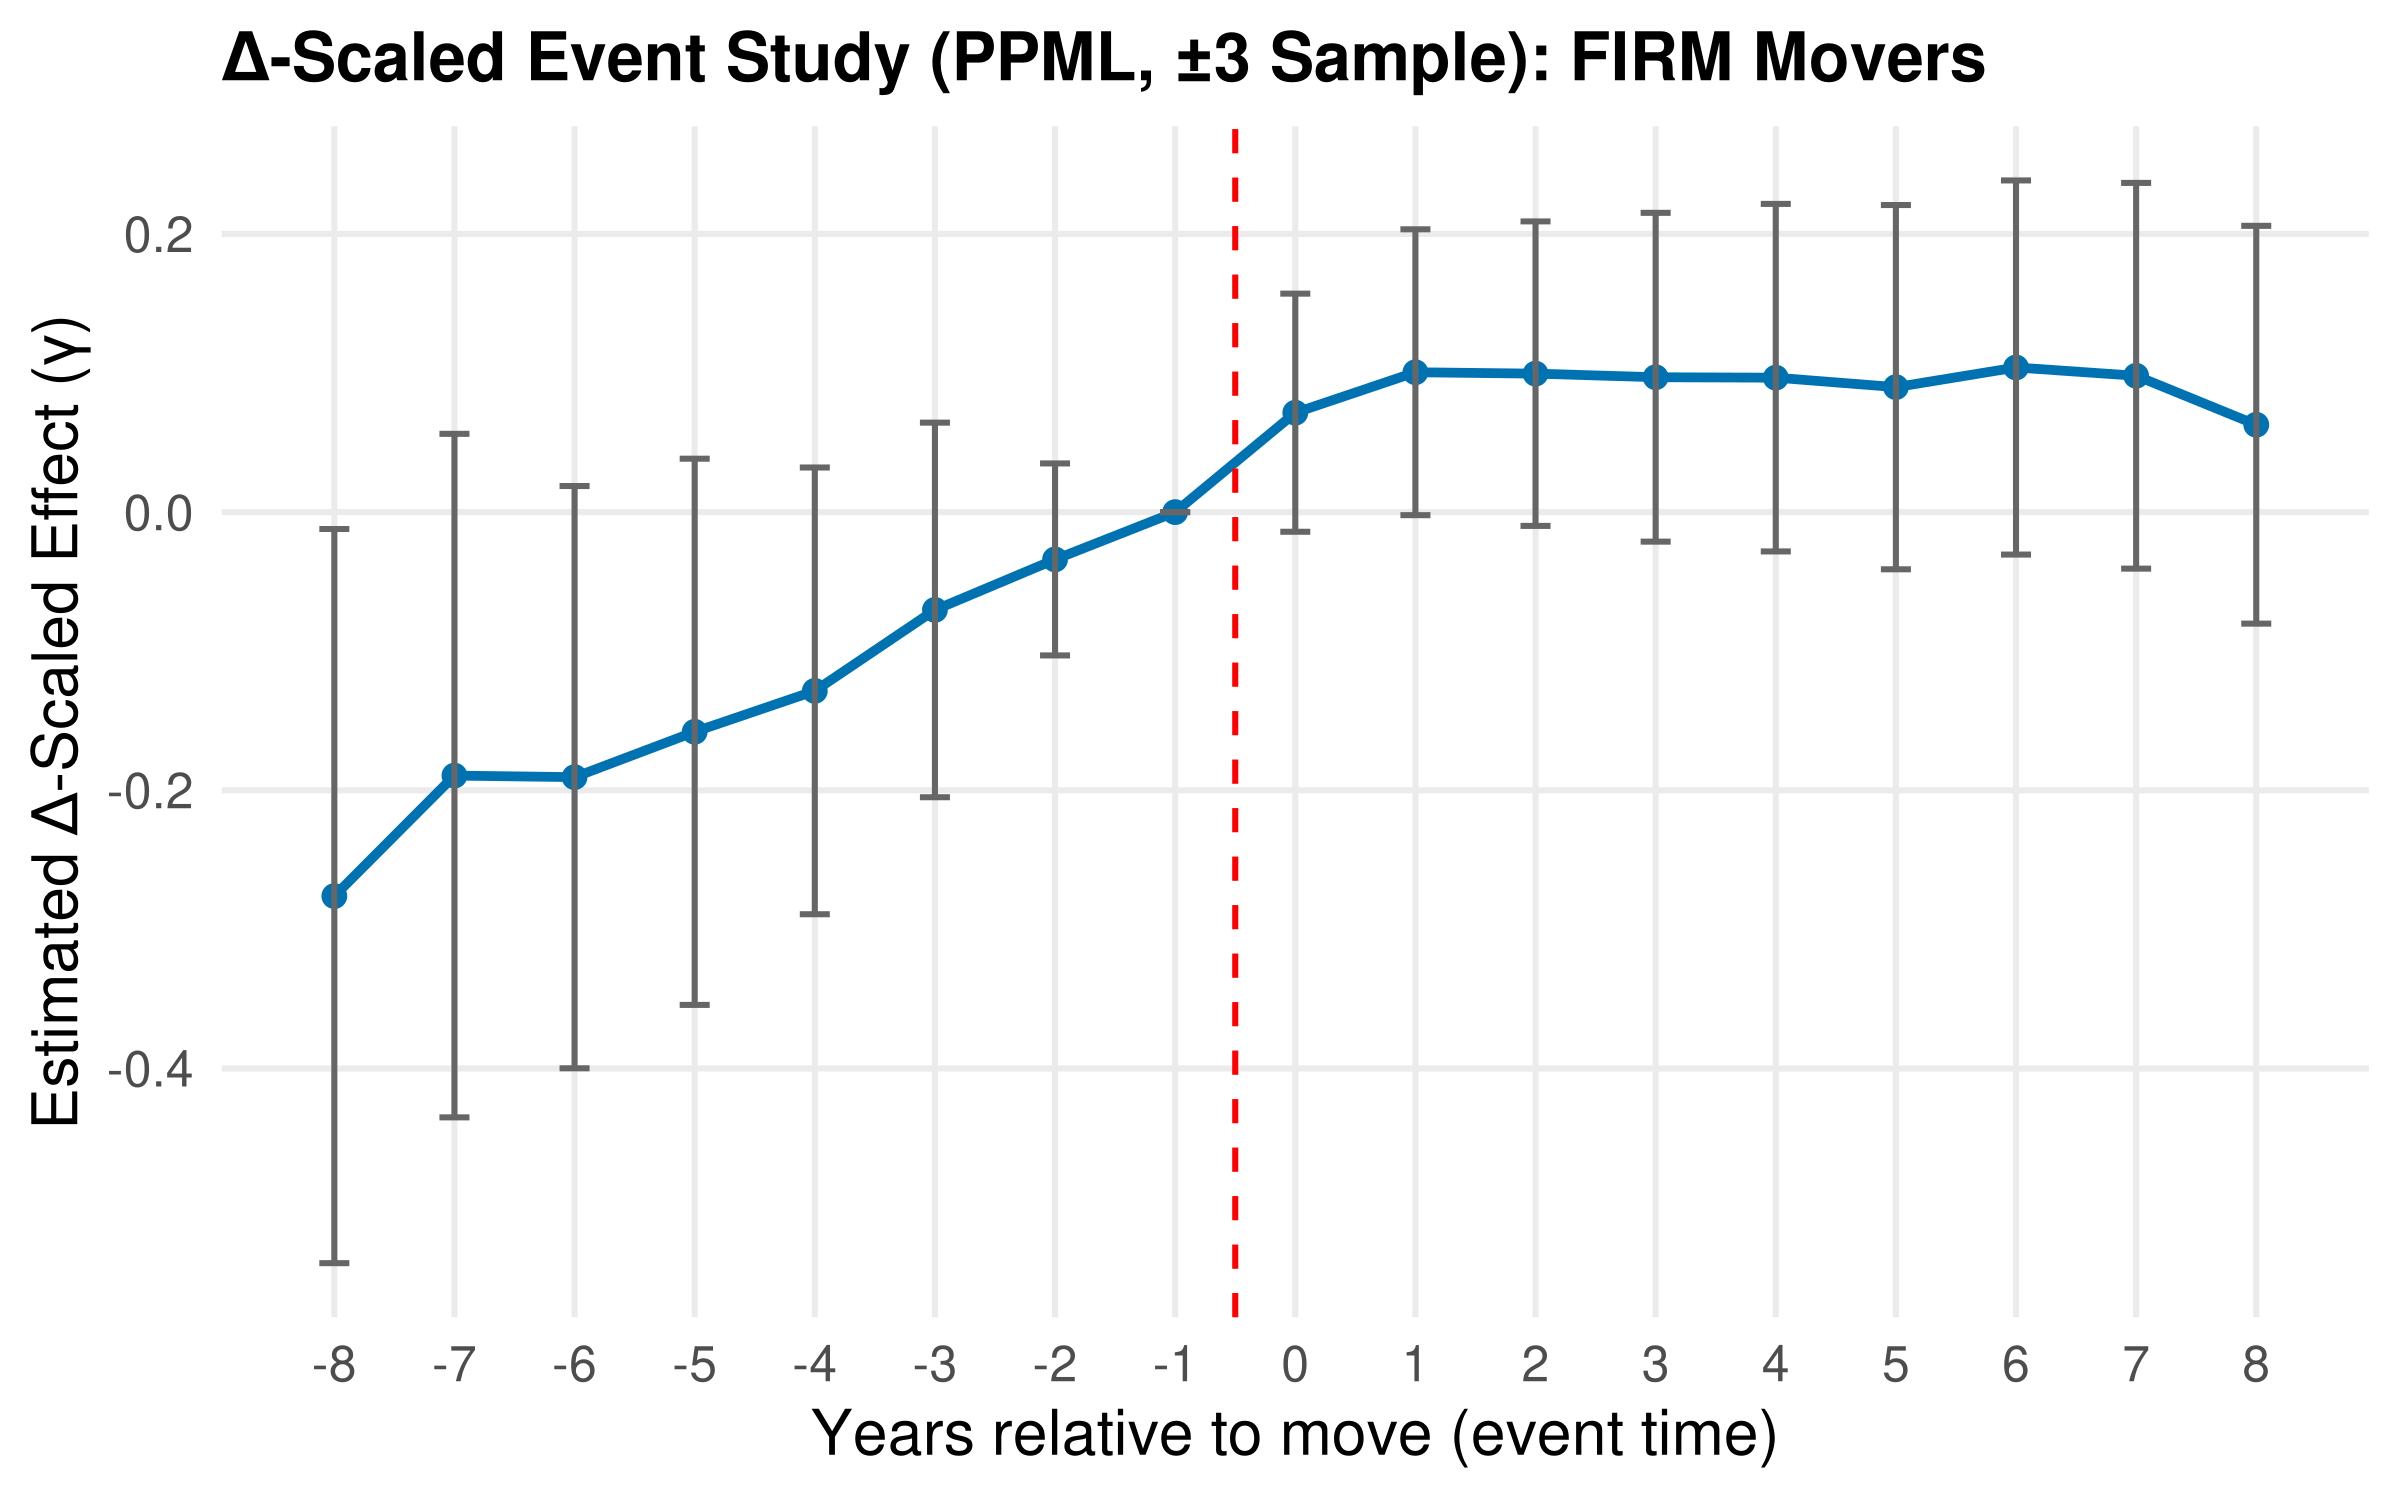 Δ-Scaled Event Study (PPML, ±3 Sample): FIRM Movers
Estimated Δ-Scaled Effect (γ)
0.2
0.0
-0.2
-0.4
-8 -7 -6 -5 -4 -3 -2 -1 0 1 2 3 4 5 6 7 8
Years relative to move (event time)